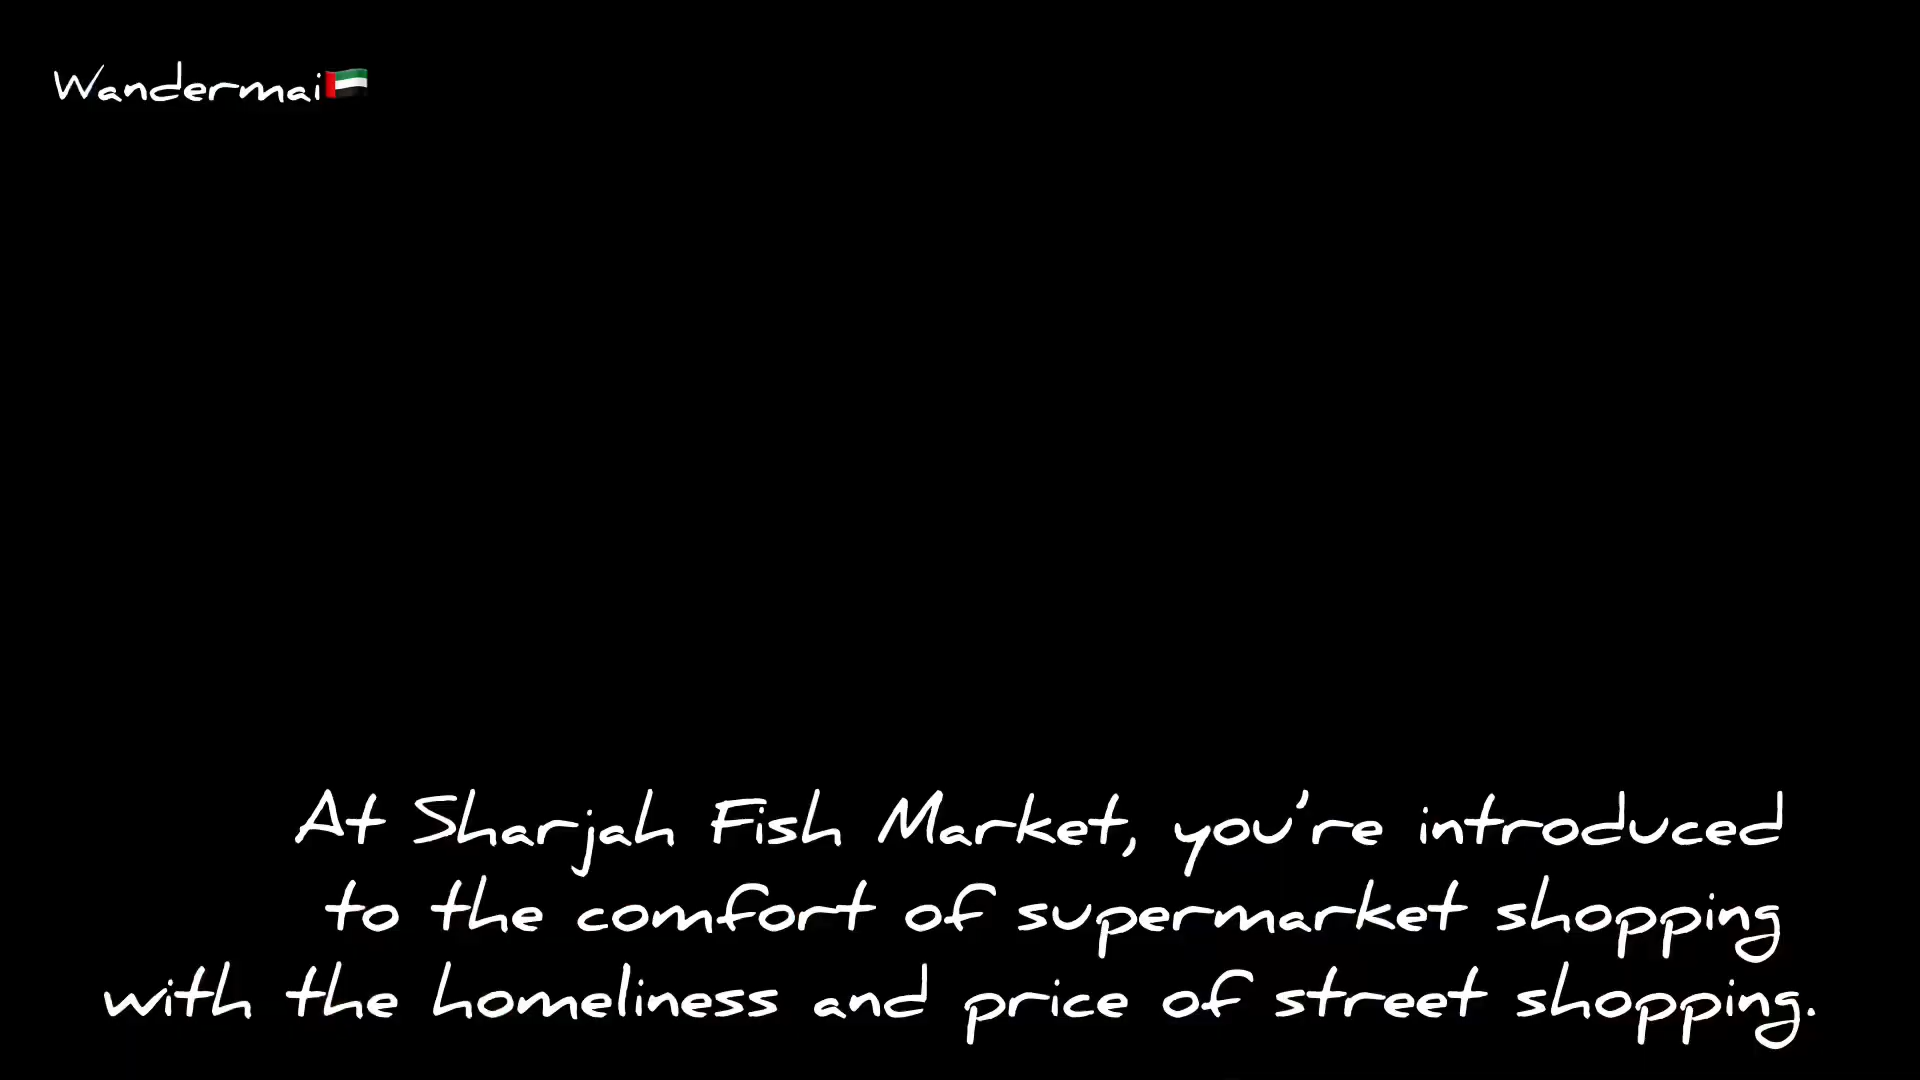 Wandermai🇦🇪
At Sharjah Fish Market, you're introduced
to the comfort of supermarket shopping
with the homeliness and price of street shopping.